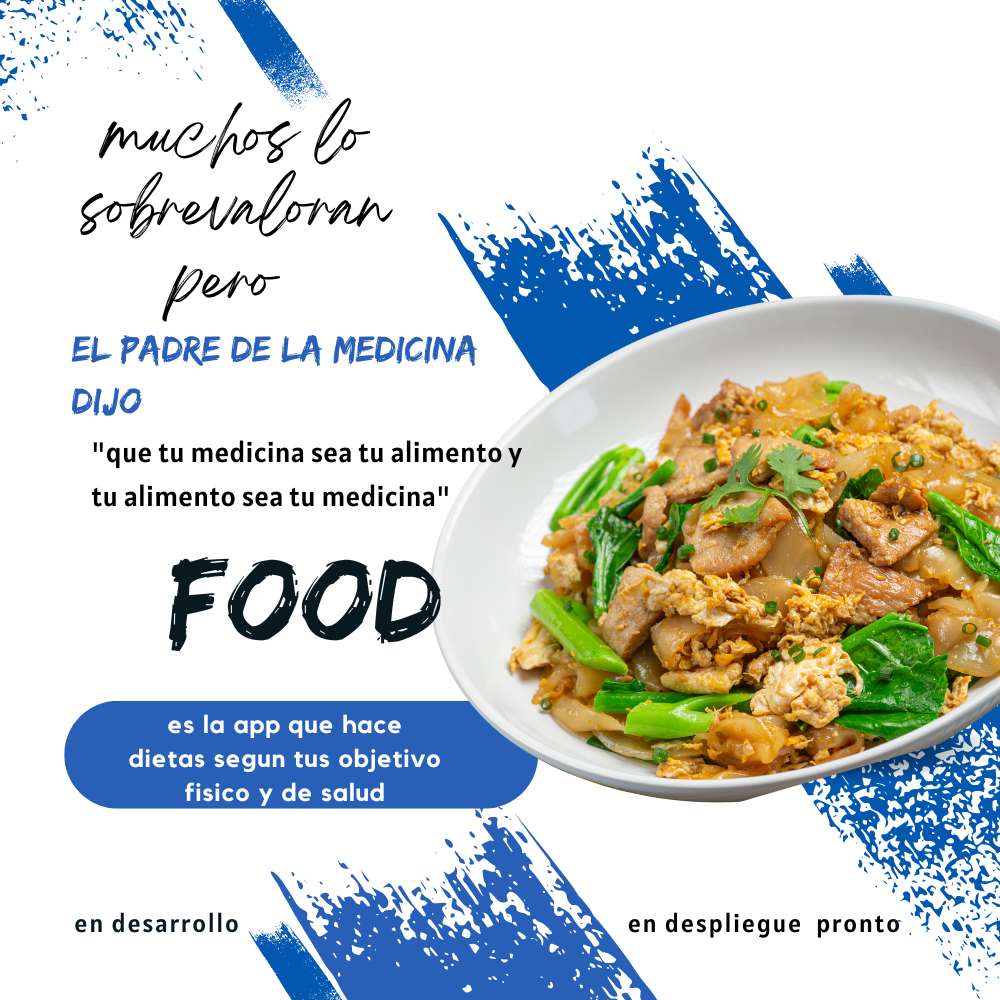 muchos lo
sobrevaloran
pero
EL PADRE DE LA MEDICINA
DIJO
"que tu medicina sea tu alimento y
tu alimento sea tu medicina"
FOOD
es la app que hace
dietas segun tus objetivo
fisico y de salud
en desarrollo
en despliegue pronto